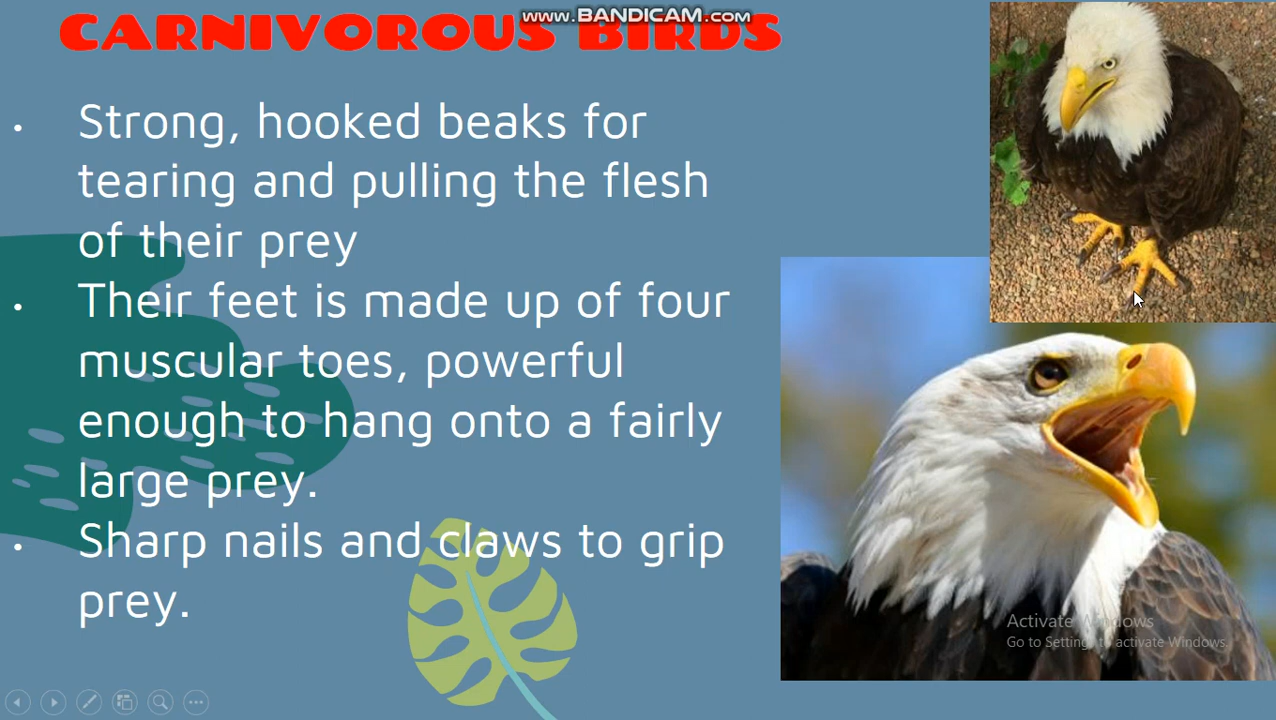 www.BANDICAM.com
CARNIVOROUS BIRDS
• Strong, hooked beaks for
tearing and pulling the flesh
of their prey
• Their feet is made up of four
muscular toes, powerful
enough to hang onto a fairly
large prey.
• Sharp nails and claws to grip
prey.
Activate Windows
Go to Settings to activate Windows.